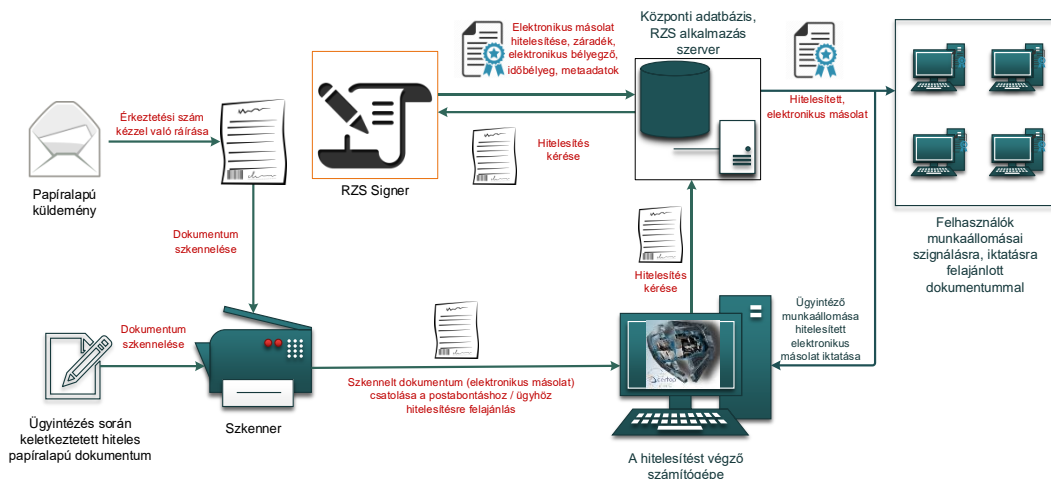 Elektronikus másolat
hitelesítése, záradék,
elektronikus bélyegző,
időbélyeg, metaadatok
Központi adatbázis,
RZS alkalmazás
szerver
Érkeztetési szám
kézzel való ráírása
Hitelesített,
elektronikus másolat
Hitelesítés
kérése
Papíralapú
küldemény
RZS Signer
Dokumentum
szkennelése
Hitelesítés
kérése
Felhasználók
munkaállomásai
szignálásra, iktatásra
felajánlott
dokumentummal
Ügyintéző
munkaállomása
hitelesített
elektronikus
másolat iktatása
Dokumentum
szkennelése
Szkennelt dokumentum (elektronikus másolat)
csatolása a postabontáshoz / ügyhöz
hitelesítésre felajánlás
Ügyintézés során
keletkeztetett hiteles
papíralapú dokumentum
Szkenner
A hitelesítést végző
számítógépe